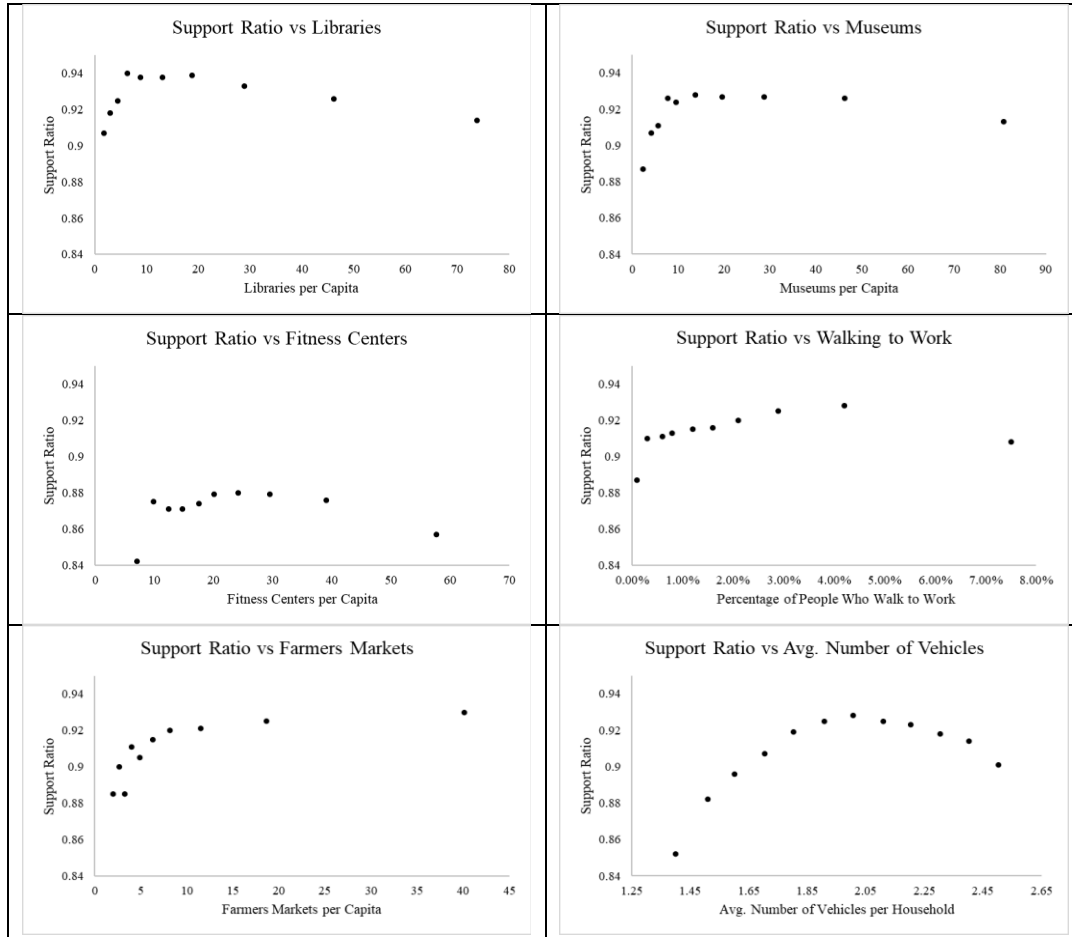 Support Ratio vs Libraries
Support Ratio
0.94
0.92
0.9
0.88
0.86
0.84
0 10 20 30 40 50 60 70 80
Libraries per Capita
Support Ratio vs Museums
Support Ratio
0.94
0.92
0.9
0.88
0.86
0.84
0 10 20 30 40 50 60 70 80 90
Museums per Capita
Support Ratio vs Fitness Centers
Support Ratio
0.94
0.92
0.9
0.88
0.86
0.84
0 10 20 30 40 50 60 70
Fitness Centers per Capita
Support Ratio vs Walking to Work
Support Ratio
0.94
0.92
0.9
0.88
0.86
0.84
0.00% 1.00% 2.00% 3.00% 4.00% 5.00% 6.00% 7.00% 8.00%
Percentage of People Who Walk to Work
Support Ratio vs Farmers Markets
Support Ratio
0.94
0.92
0.9
0.88
0.86
0.84
0 5 10 15 20 25 30 35 40 45
Farmers Markets per Capita
Support Ratio vs Avg. Number of Vehicles
Support Ratio
0.94
0.92
0.9
0.88
0.86
0.84
1.25 1.45 1.65 1.85 2.05 2.25 2.45 2.65
Avg. Number of Vehicles per Household